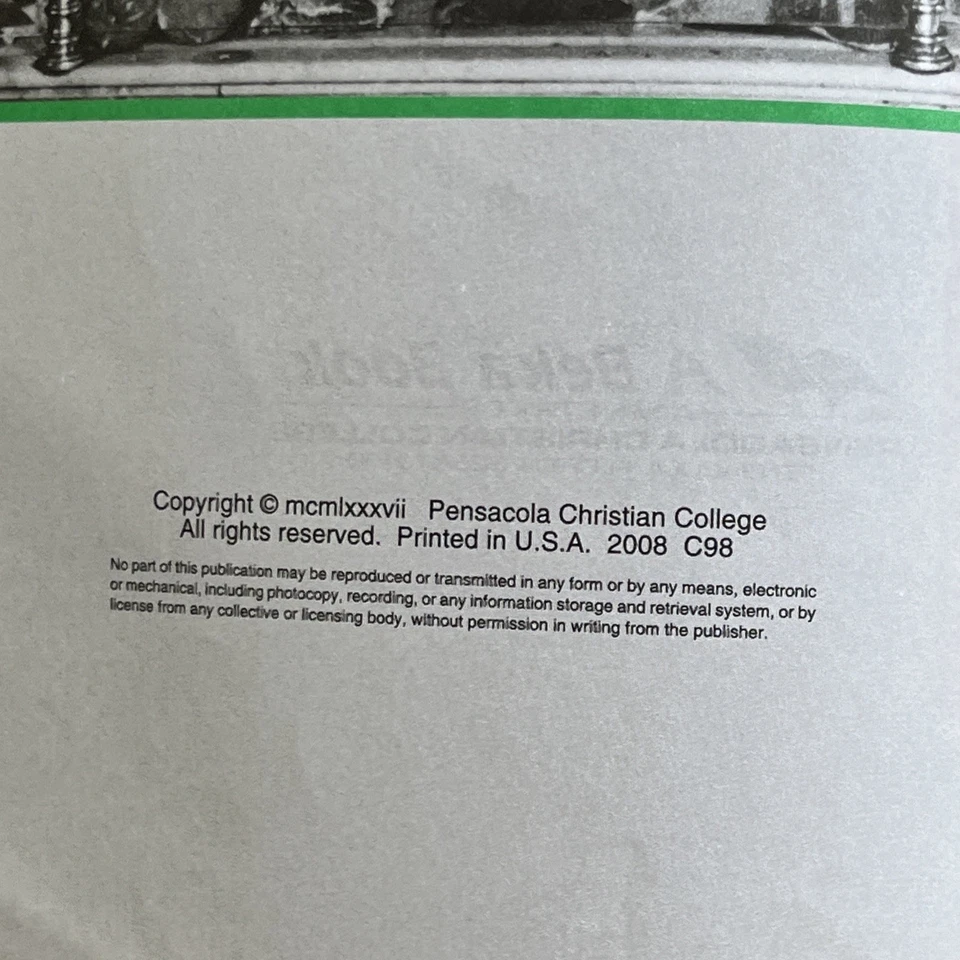 Copyright © mcmlxxxvii Pensacola Christian College
All rights reserved. Printed in U.S.A. 2008 C98
No part of this publication may be reproduced or transmitted in any form or by any means, electronic
or mechanical, including photocopy, recording, or any information storage and retrieval system, or by
license from any collective or licensing body, without permission in writing from the publisher.